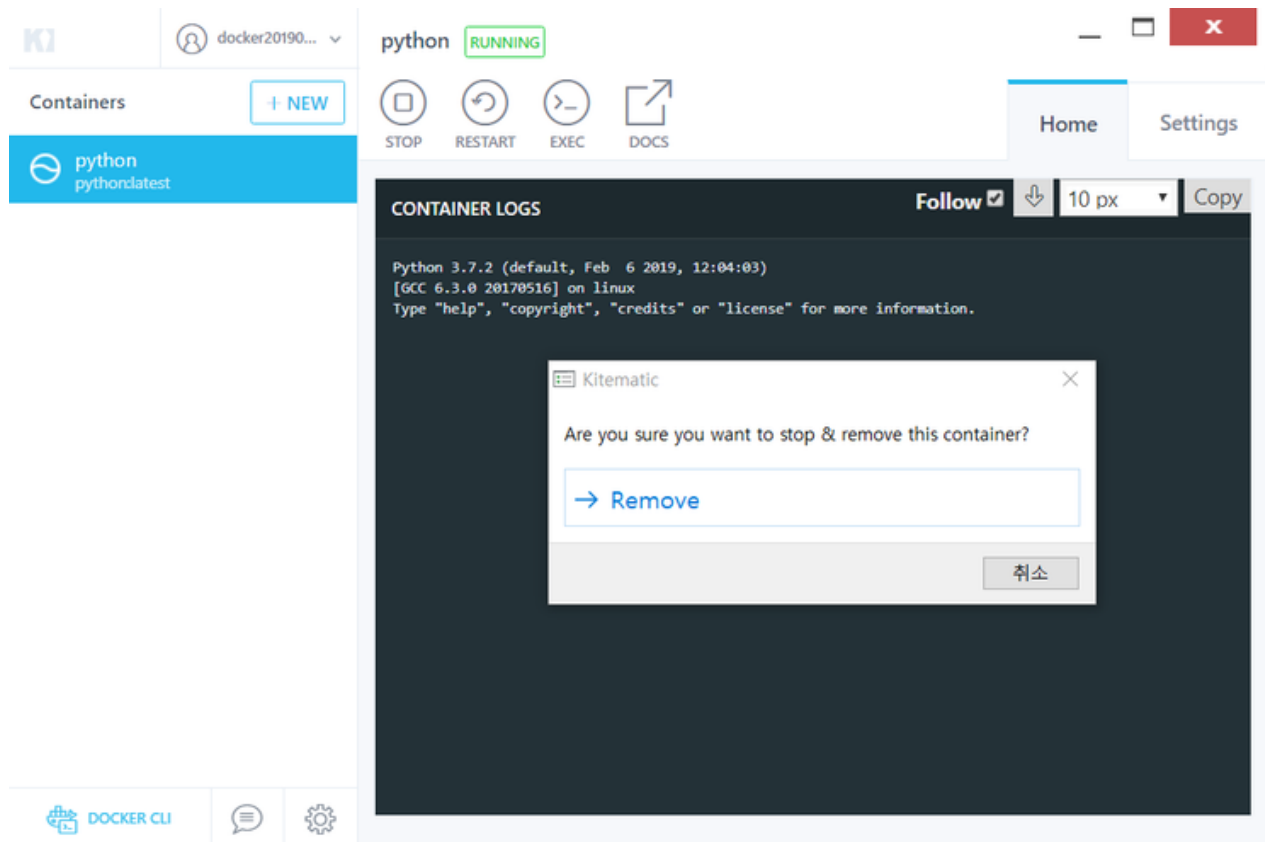 docker20190...
python RUNNING
Containers
+ NEW
STOP
RESTART
EXEC
DOCS
Home
Settings
python
python:latest
CONTAINER LOGS
Follow
10 px
Copy
Python 3.7.2 (default, Feb  6 2019, 12:04:03)
[GCC 6.3.0 20170516] on linux
Type "help", "copyright", "credits" or "license" for more information.
Kitematic
Are you sure you want to stop & remove this container?
Remove
취소
DOCKER CLI